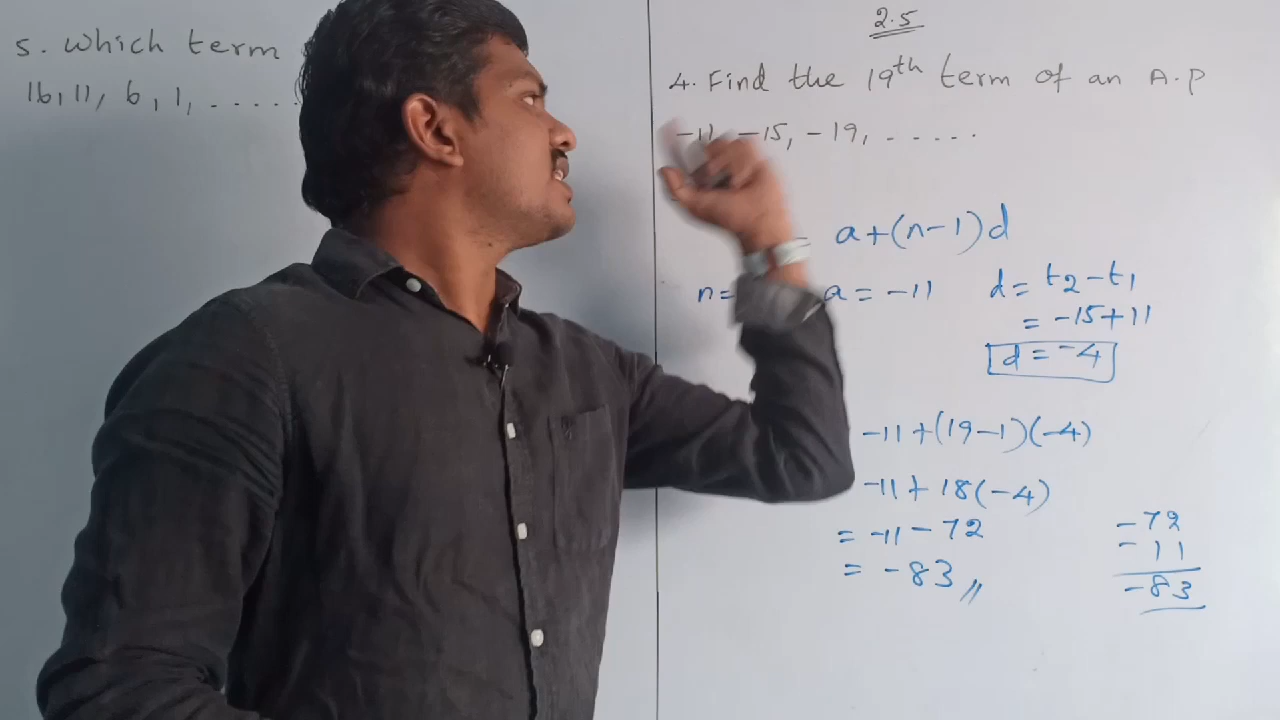 5. Which term
16, 11, 6, 1, .....
2.5
4. Find the 19th term of an A.P
-11, -15, -19, .....
= a+(n-1)d
n= a = -11 d = t2 - t1
= -15+11
d = -4
-11+(19-1)(-4)
-11+ 18(-4)
= -11 - 72
= -83
-72
-11
-83